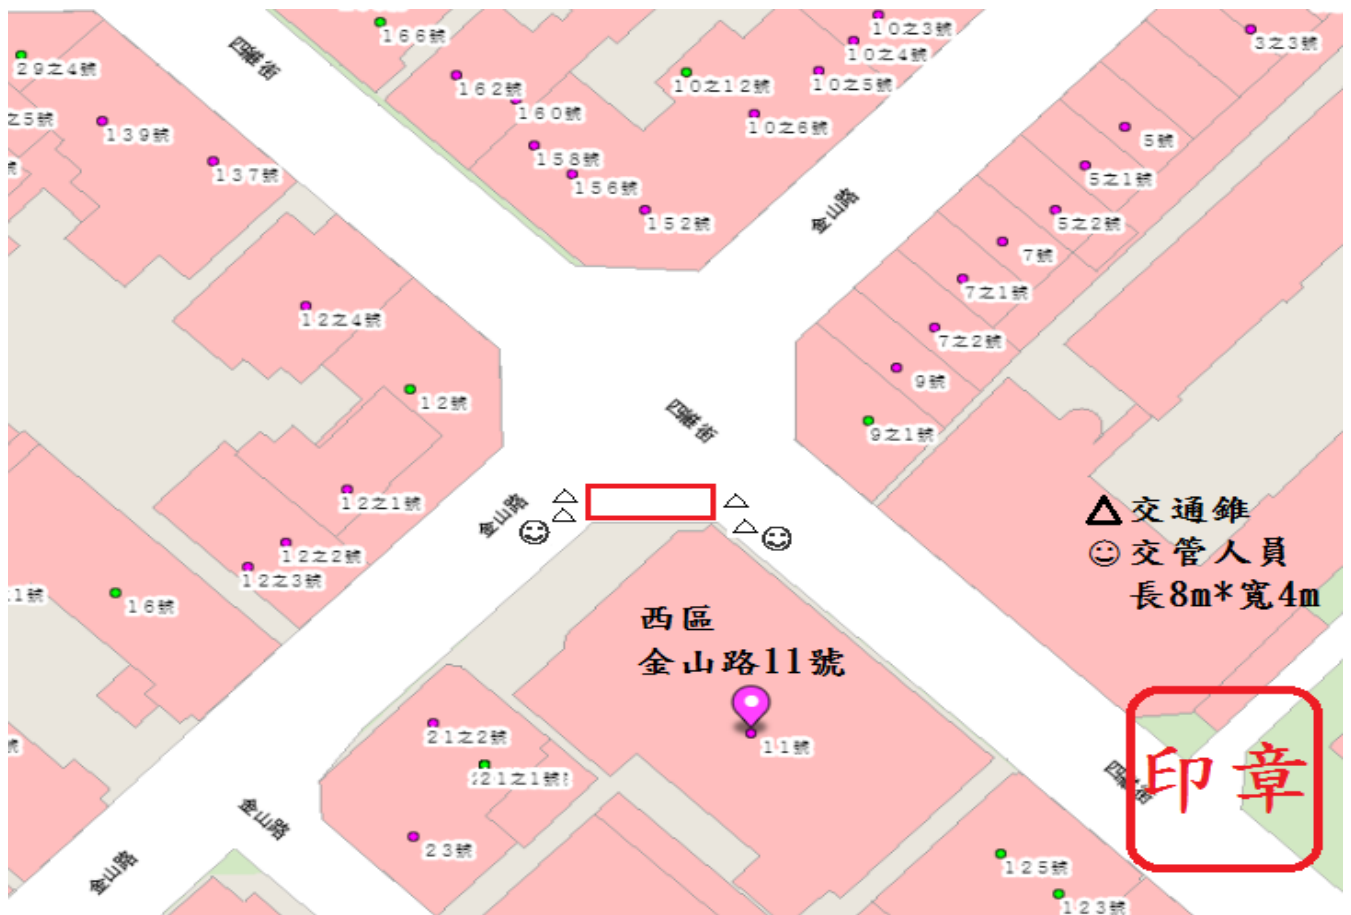 166號
10之3號
3之3號
四維街
10之4號
29之4號
162號
10之12號
10之5號
160號
之5號
139號
10之6號
5號
158號
137號
156號
5之1號
152號
金山路
5之2號
7號
7之1號
12之4號
7之2號
9號
12號
四維街
9之1號
12之1號
金山路
交通錐
12之2號
交管人員
12之3號
長8m*寬4m
16號
西區
金山路11號
21之2號
11號
21之1號
四維街
印章
金山路
23號
金山路
125號
123號